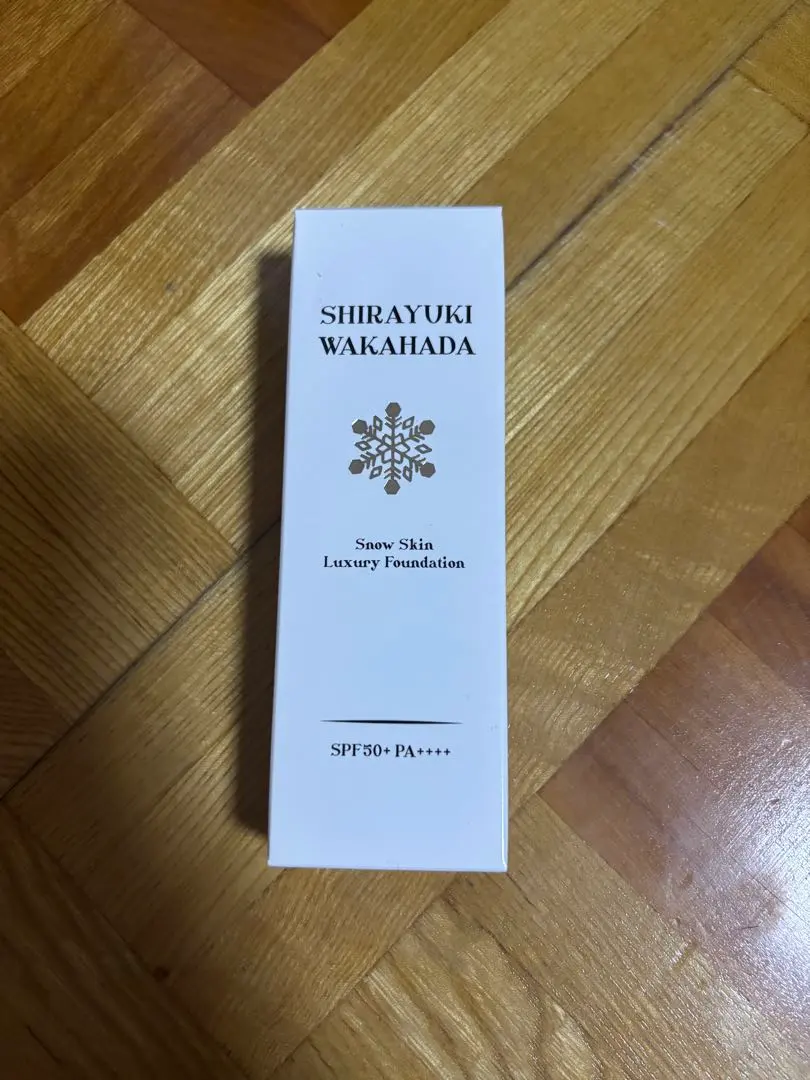 SHIRAYUKI
WAKAHADA
Snow Skin
Luxury Foundation
SPF50+ PA++++